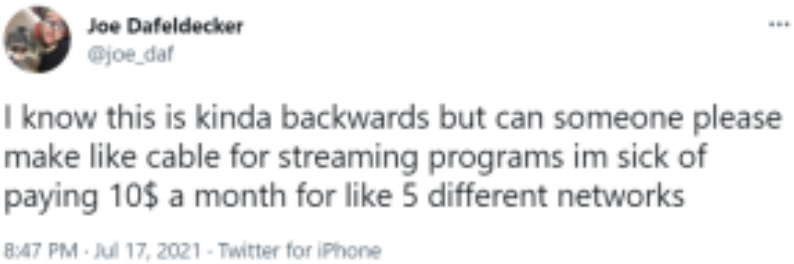 Joe Dafeldecker
@joe_daf
I know this is kinda backwards but can someone please
make like cable for streaming programs im sick of
paying 10$ a month for like 5 different networks
8:47 PM · Jul 17, 2021 · Twitter for iPhone